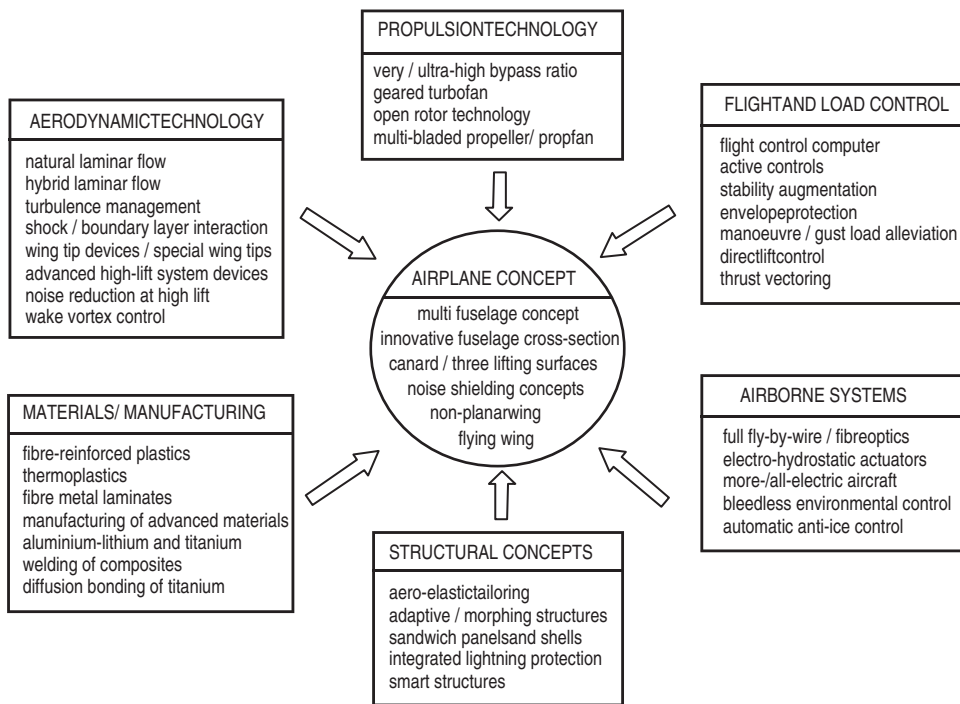 PROPULSIONTECHNOLOGY
very / ultra-high bypass ratio
geared turbofan
open rotor technology
multi-bladed propeller/ propfan
AERODYNAMICTECHNOLOGY
natural laminar flow
hybrid laminar flow
turbulence management
shock / boundary layer interaction
wing tip devices / special wing tips
advanced high-lift system devices
noise reduction at high lift
wake vortex control
FLIGHTAND LOAD CONTROL
flight control computer
active controls
stability augmentation
envelopeprotection
manoeuvre / gust load alleviation
directliftcontrol
thrust vectoring
AIRPLANE CONCEPT
multi fuselage concept
innovative fuselage cross-section
canard / three lifting surfaces
noise shielding concepts
non-planarwing
flying wing
MATERIALS/ MANUFACTURING
fibre-reinforced plastics
thermoplastics
fibre metal laminates
manufacturing of advanced materials
aluminium-lithium and titanium
welding of composites
diffusion bonding of titanium
AIRBORNE SYSTEMS
full fly-by-wire / fibreoptics
electro-hydrostatic actuators
more-/all-electric aircraft
bleedless environmental control
automatic anti-ice control
STRUCTURAL CONCEPTS
aero-elastictailoring
adaptive / morphing structures
sandwich panelsand shells
integrated lightning protection
smart structures